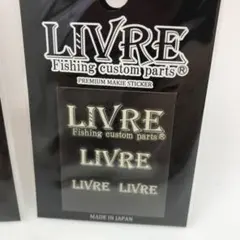 LIVRE
Fishing custom parts®
PREMIUM MAKIE STICKER
LIVRE
Fishing custom parts®
LIVRE
LIVRE LIVRE
MADE IN JAPAN